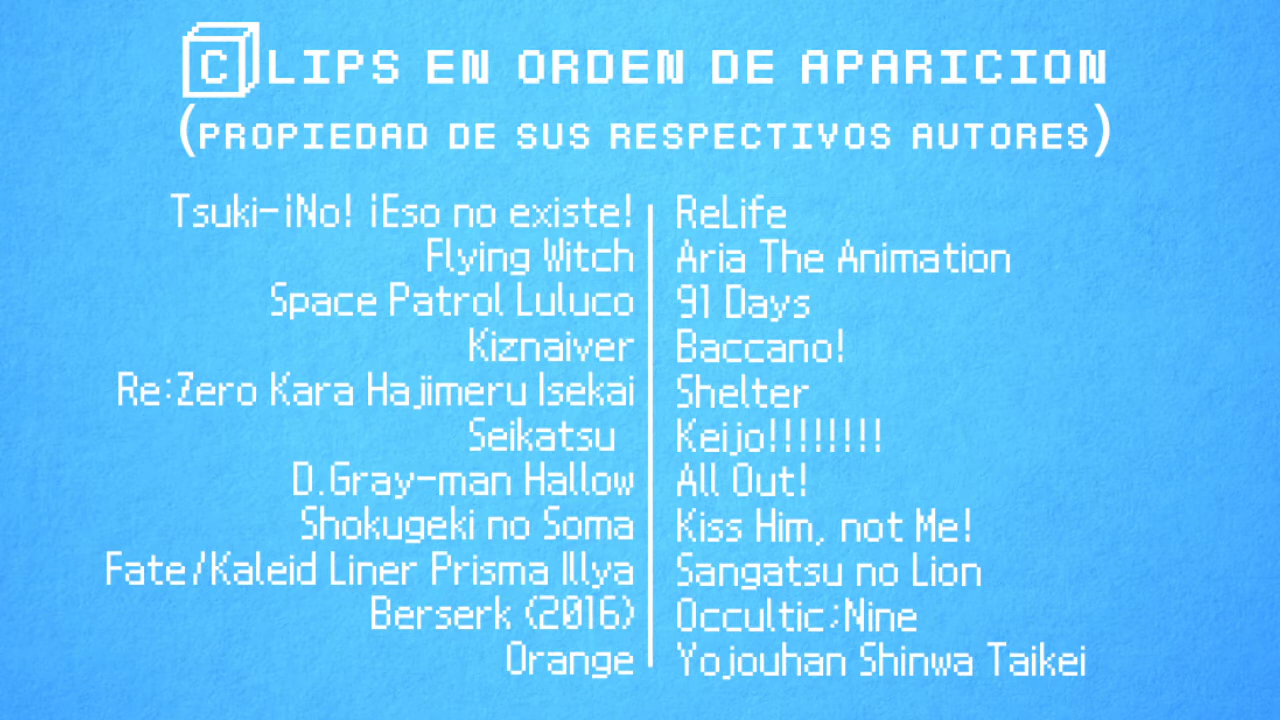 CLIPS EN ORDEN DE APARICION
(PROPIEDAD DE SUS RESPECTIVOS AUTORES)
Tsuki-¡No! ¡Eso no existe!
Flying Witch
Space Patrol Luluco
Kiznaiver
Re:Zero Kara Hajimeru Isekai
Seikatsu
D.Gray-man Hallow
Shokugeki no Soma
Fate/Kaleid Liner Prisma Illya
Berserk (2016)
Orange
ReLife
Aria The Animation
91 Days
Baccano!
Shelter
Keijo!!!!!!!!
All Out!
Kiss Him, not Me!
Sangatsu no Lion
Occultic;Nine
Yojouhan Shinwa Taikei